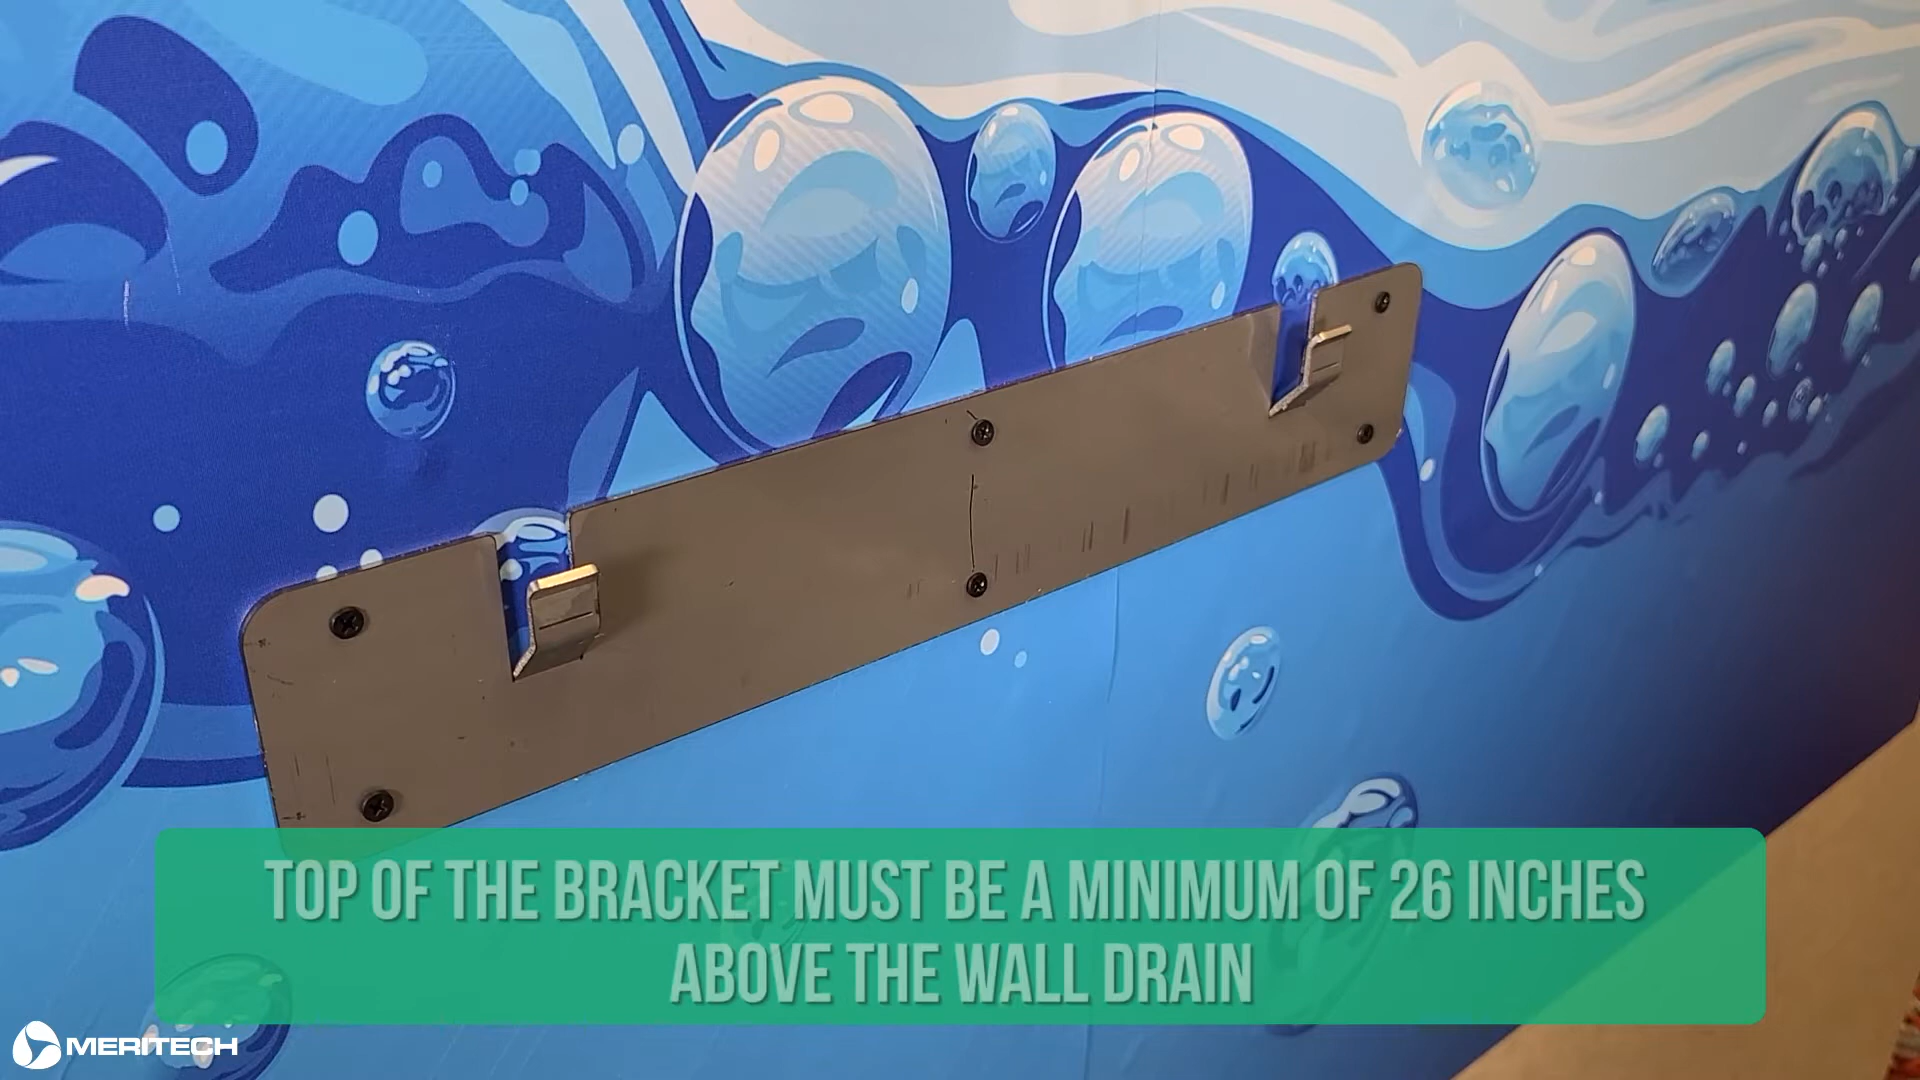 TOP OF THE BRACKET MUST BE A MINIMUM OF 26 INCHES
ABOVE THE WALL DRAIN
MERITECH